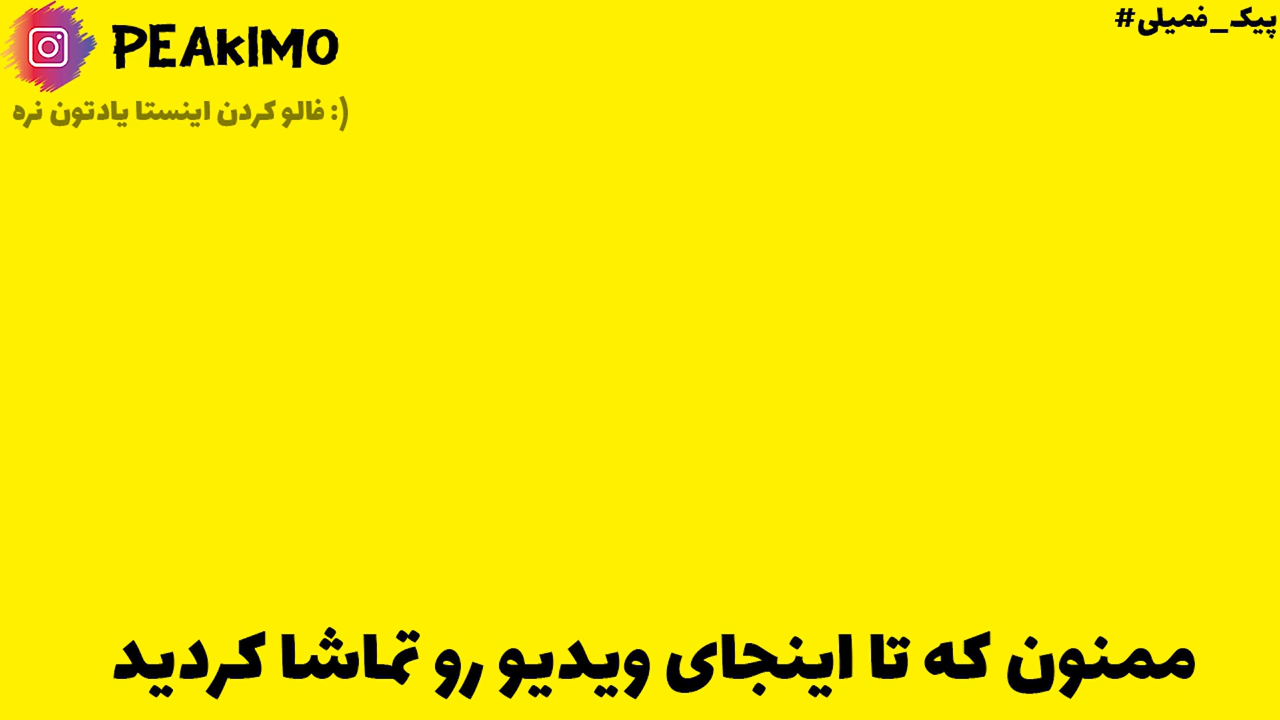 PEAkIMO
#پیک_فمیلی
فالو کردن اینستا یادتون نره :)
ممنون که تا اینجای ویدیو رو تماشا کردید